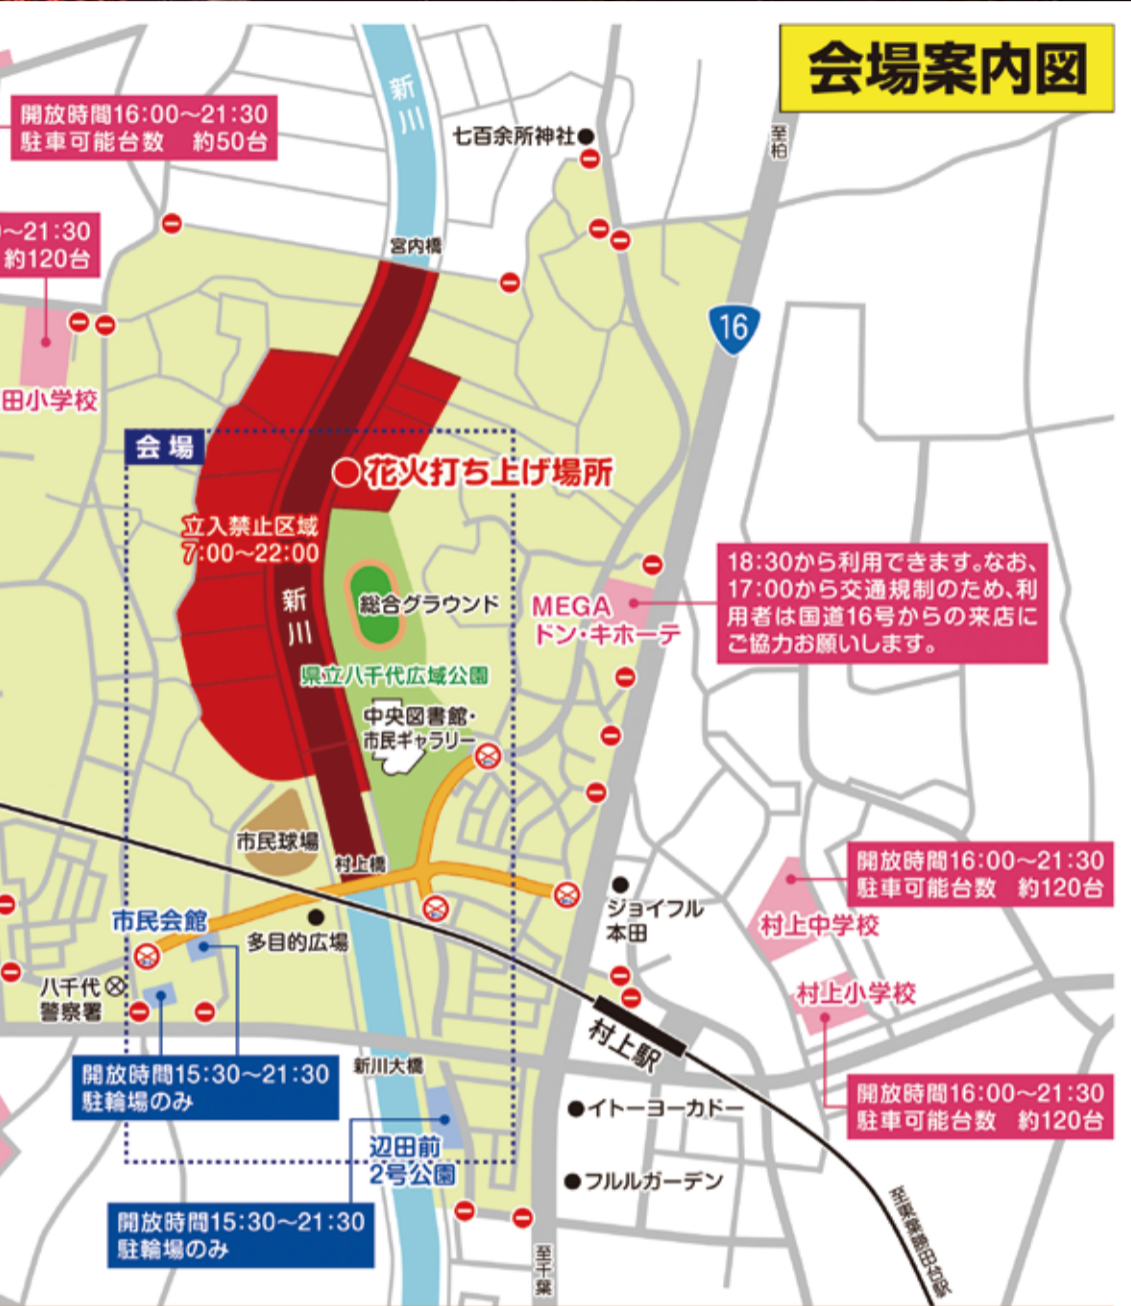 会場案内図
新川
至柏
開放時間16:00〜21:30
駐車可能台数 約50台
七百余所神社
〜21:30
約120台
宮内橋
16
田小学校
会場
花火打ち上げ場所
立入禁止区域
7:00〜22:00
新川
総合グラウンド
MEGA
ドン・キホーテ
18:30から利用できます。なお、
17:00から交通規制のため、利
用者は国道16号からの来店に
ご協力お願いします。
県立八千代広域公園
中央図書館・
市民ギャラリー
市民球場
村上橋
開放時間16:00〜21:30
駐車可能台数 約120台
ジョイフル
本田
村上中学校
市民会館
多目的広場
八千代
警察署
村上小学校
村上駅
新川大橋
開放時間15:30〜21:30
駐輪場のみ
開放時間16:00〜21:30
駐車可能台数 約120台
イトーヨーカドー
辺田前
2号公園
フルルガーデン
開放時間15:30〜21:30
駐輪場のみ
至千葉
至東葉勝田台駅